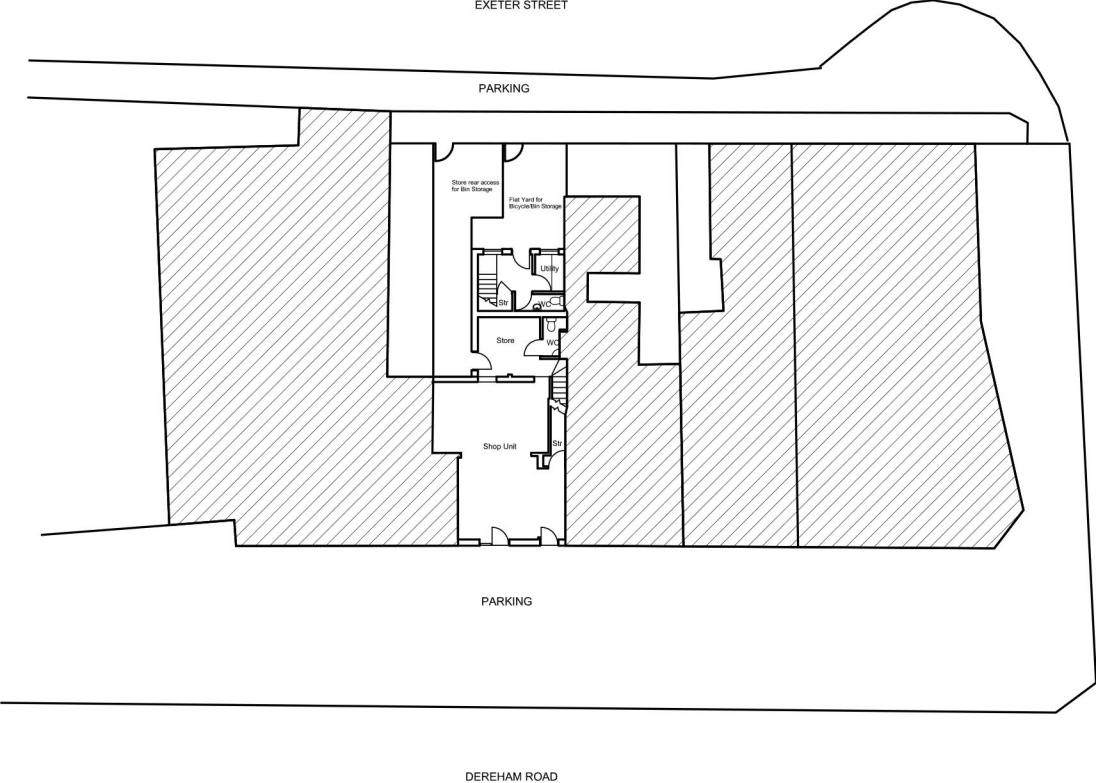 EXETER STREET
PARKING
Store rear access
for Bin Storage
Flat Yard for
Bicycle/Bin Storage
Utility
Str
WC
Store
WC
Shop Unit
Str
PARKING
DEREHAM ROAD